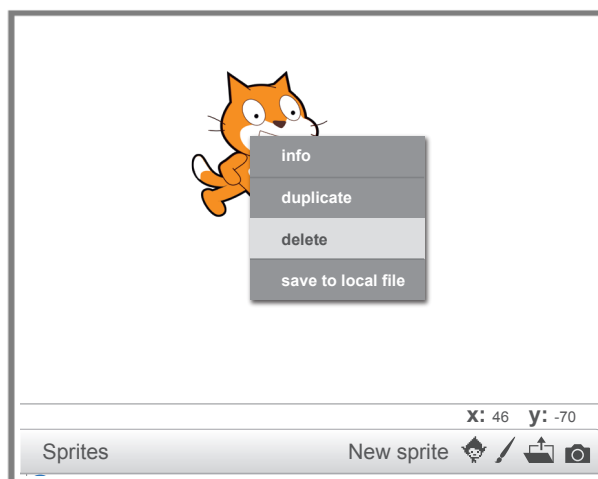 info
duplicate
delete
save to local file
x: 46 y: -70
Sprites New sprite